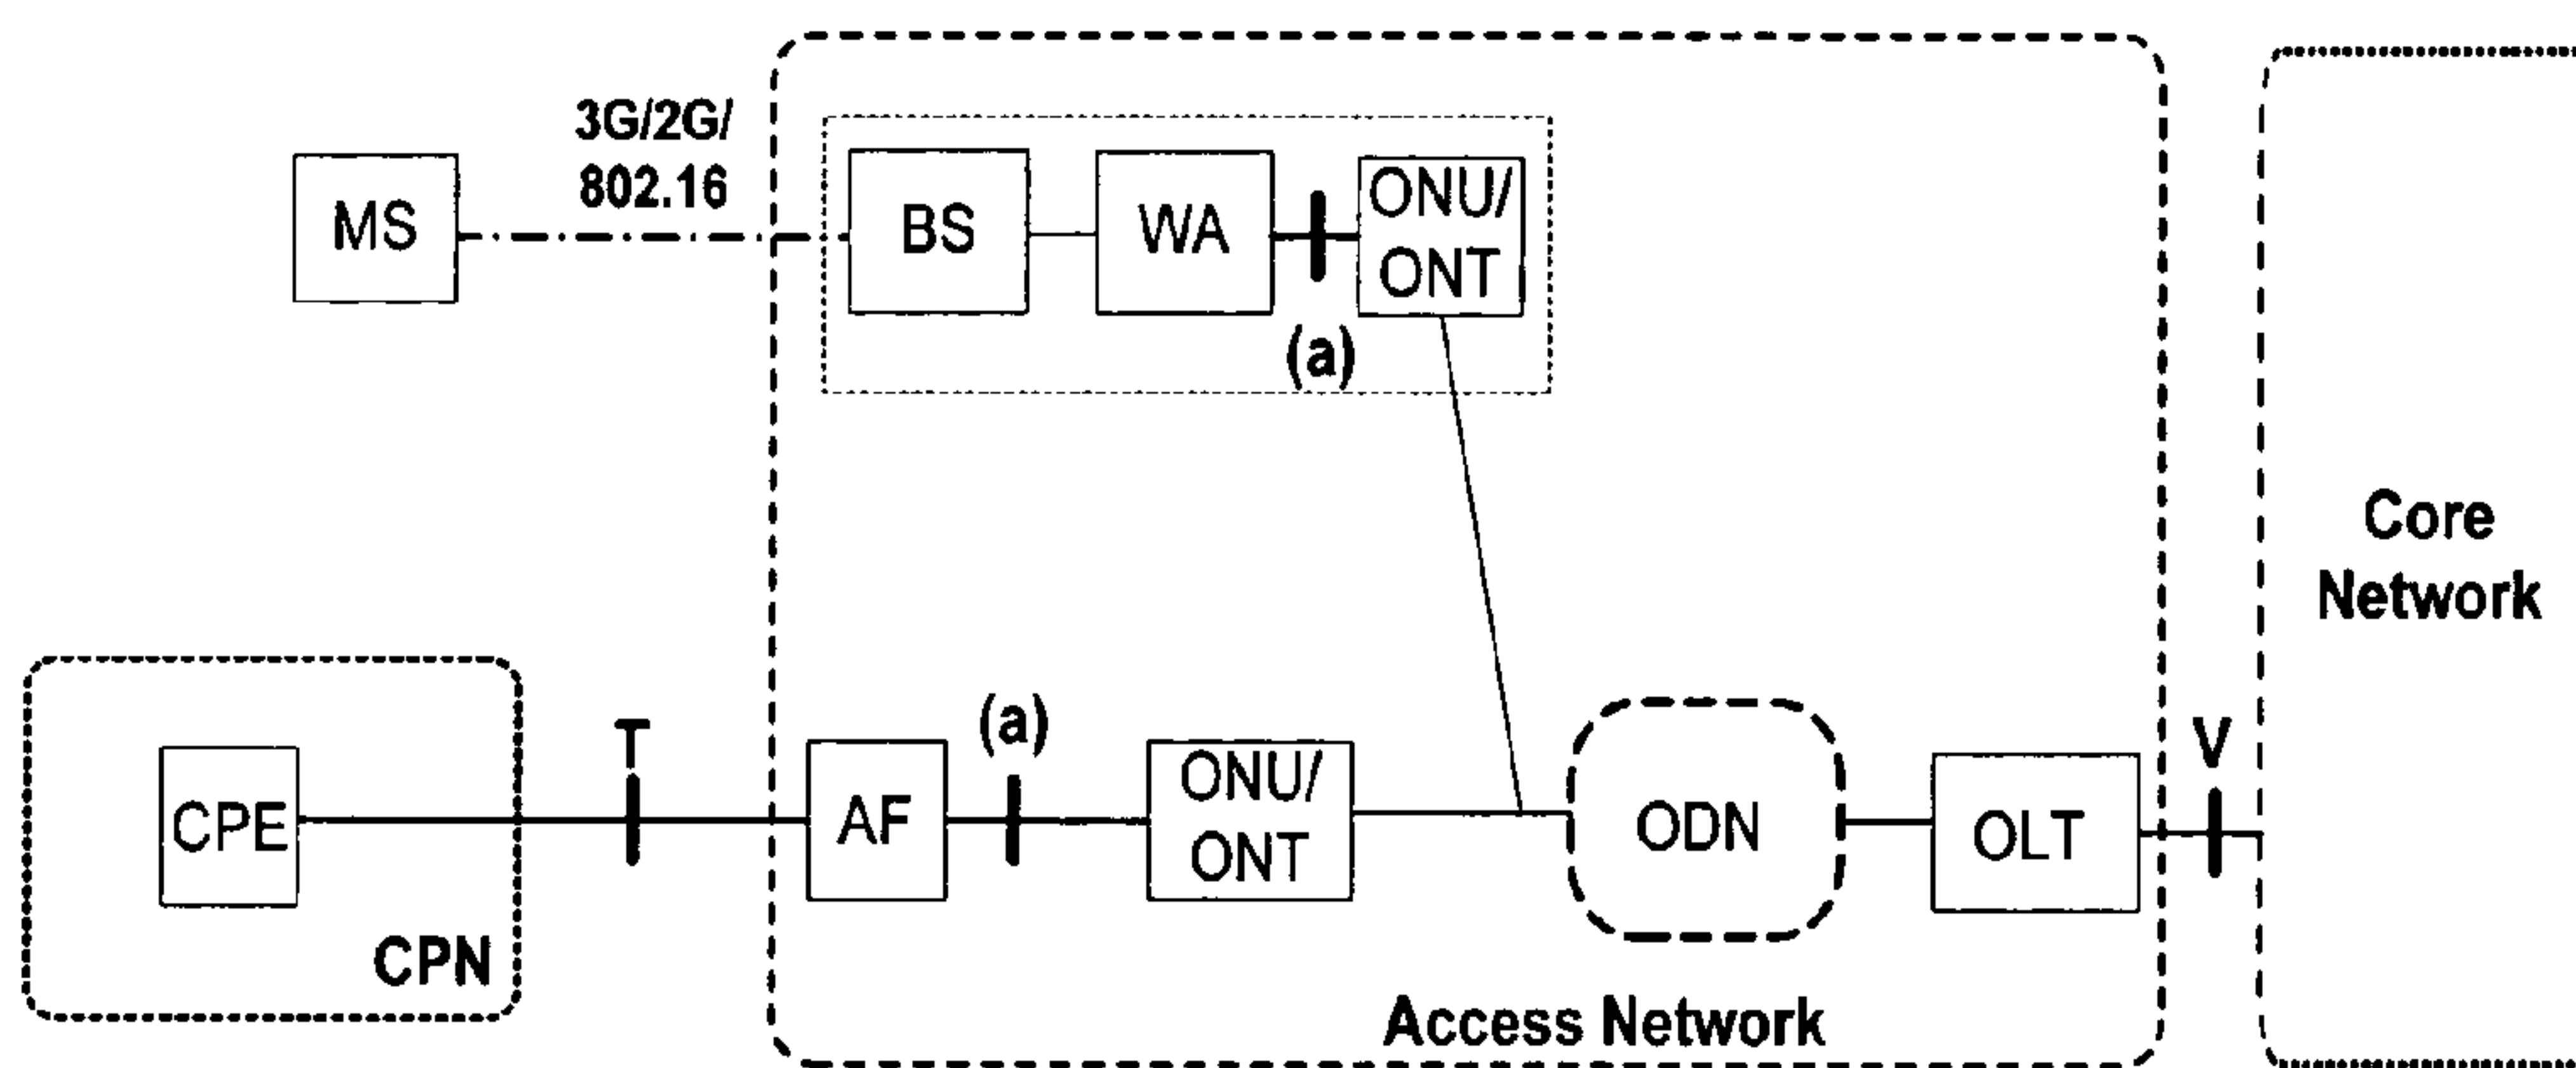 3G/2G/
802.16
MS
BS
WA
ONU/
ONT
(a)
Core
Network
T
(a)
V
CPE
AF
ONU/
ONT
ODN
OLT
CPN
Access Network